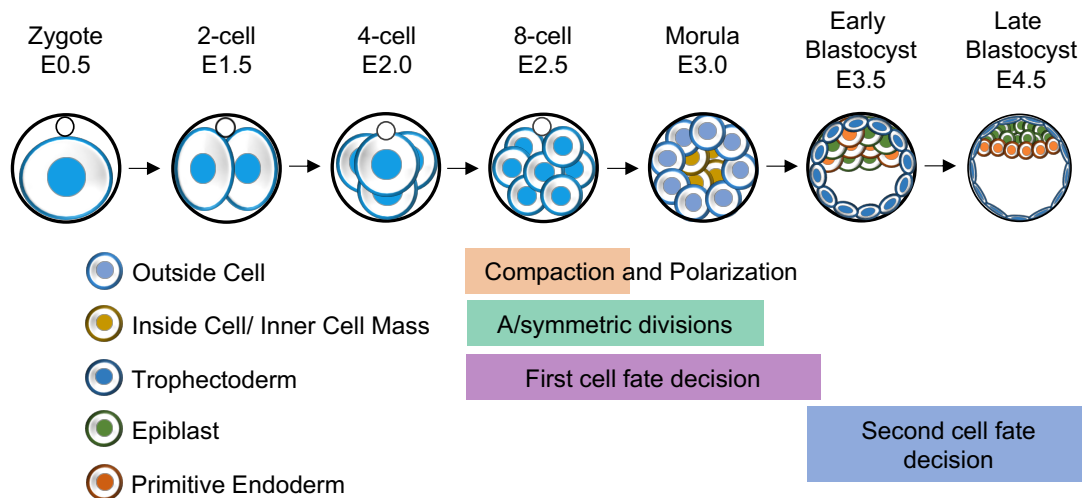 Zygote
E0.5
2-cell
E1.5
4-cell
E2.0
8-cell
E2.5
Morula
E3.0
Early
Blastocyst
E3.5
Late
Blastocyst
E4.5
Outside Cell
Inside Cell/ Inner Cell Mass
Trophectoderm
Epiblast
Primitive Endoderm
Compaction and Polarization
A/symmetric divisions
First cell fate decision
Second cell fate
decision